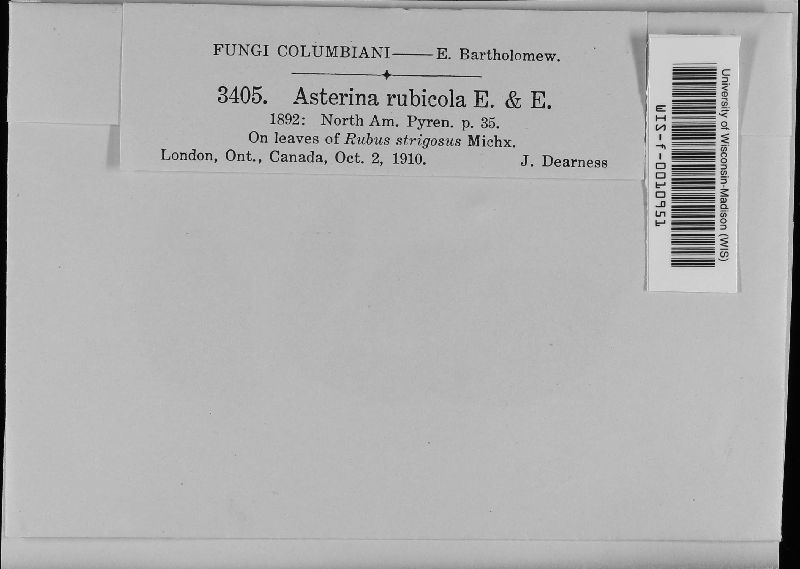 FUNGI COLUMBIANI—E. Bartholomew.
3405. Asterina rubicola E. & E.
1892: North Am. Pyren. p. 35.
On leaves of Rubus strigosus Michx.
London, Ont., Canada, Oct. 2, 1910. J. Dearness
University of Wisconsin-Madison (WIS)
WIS-f-0010951